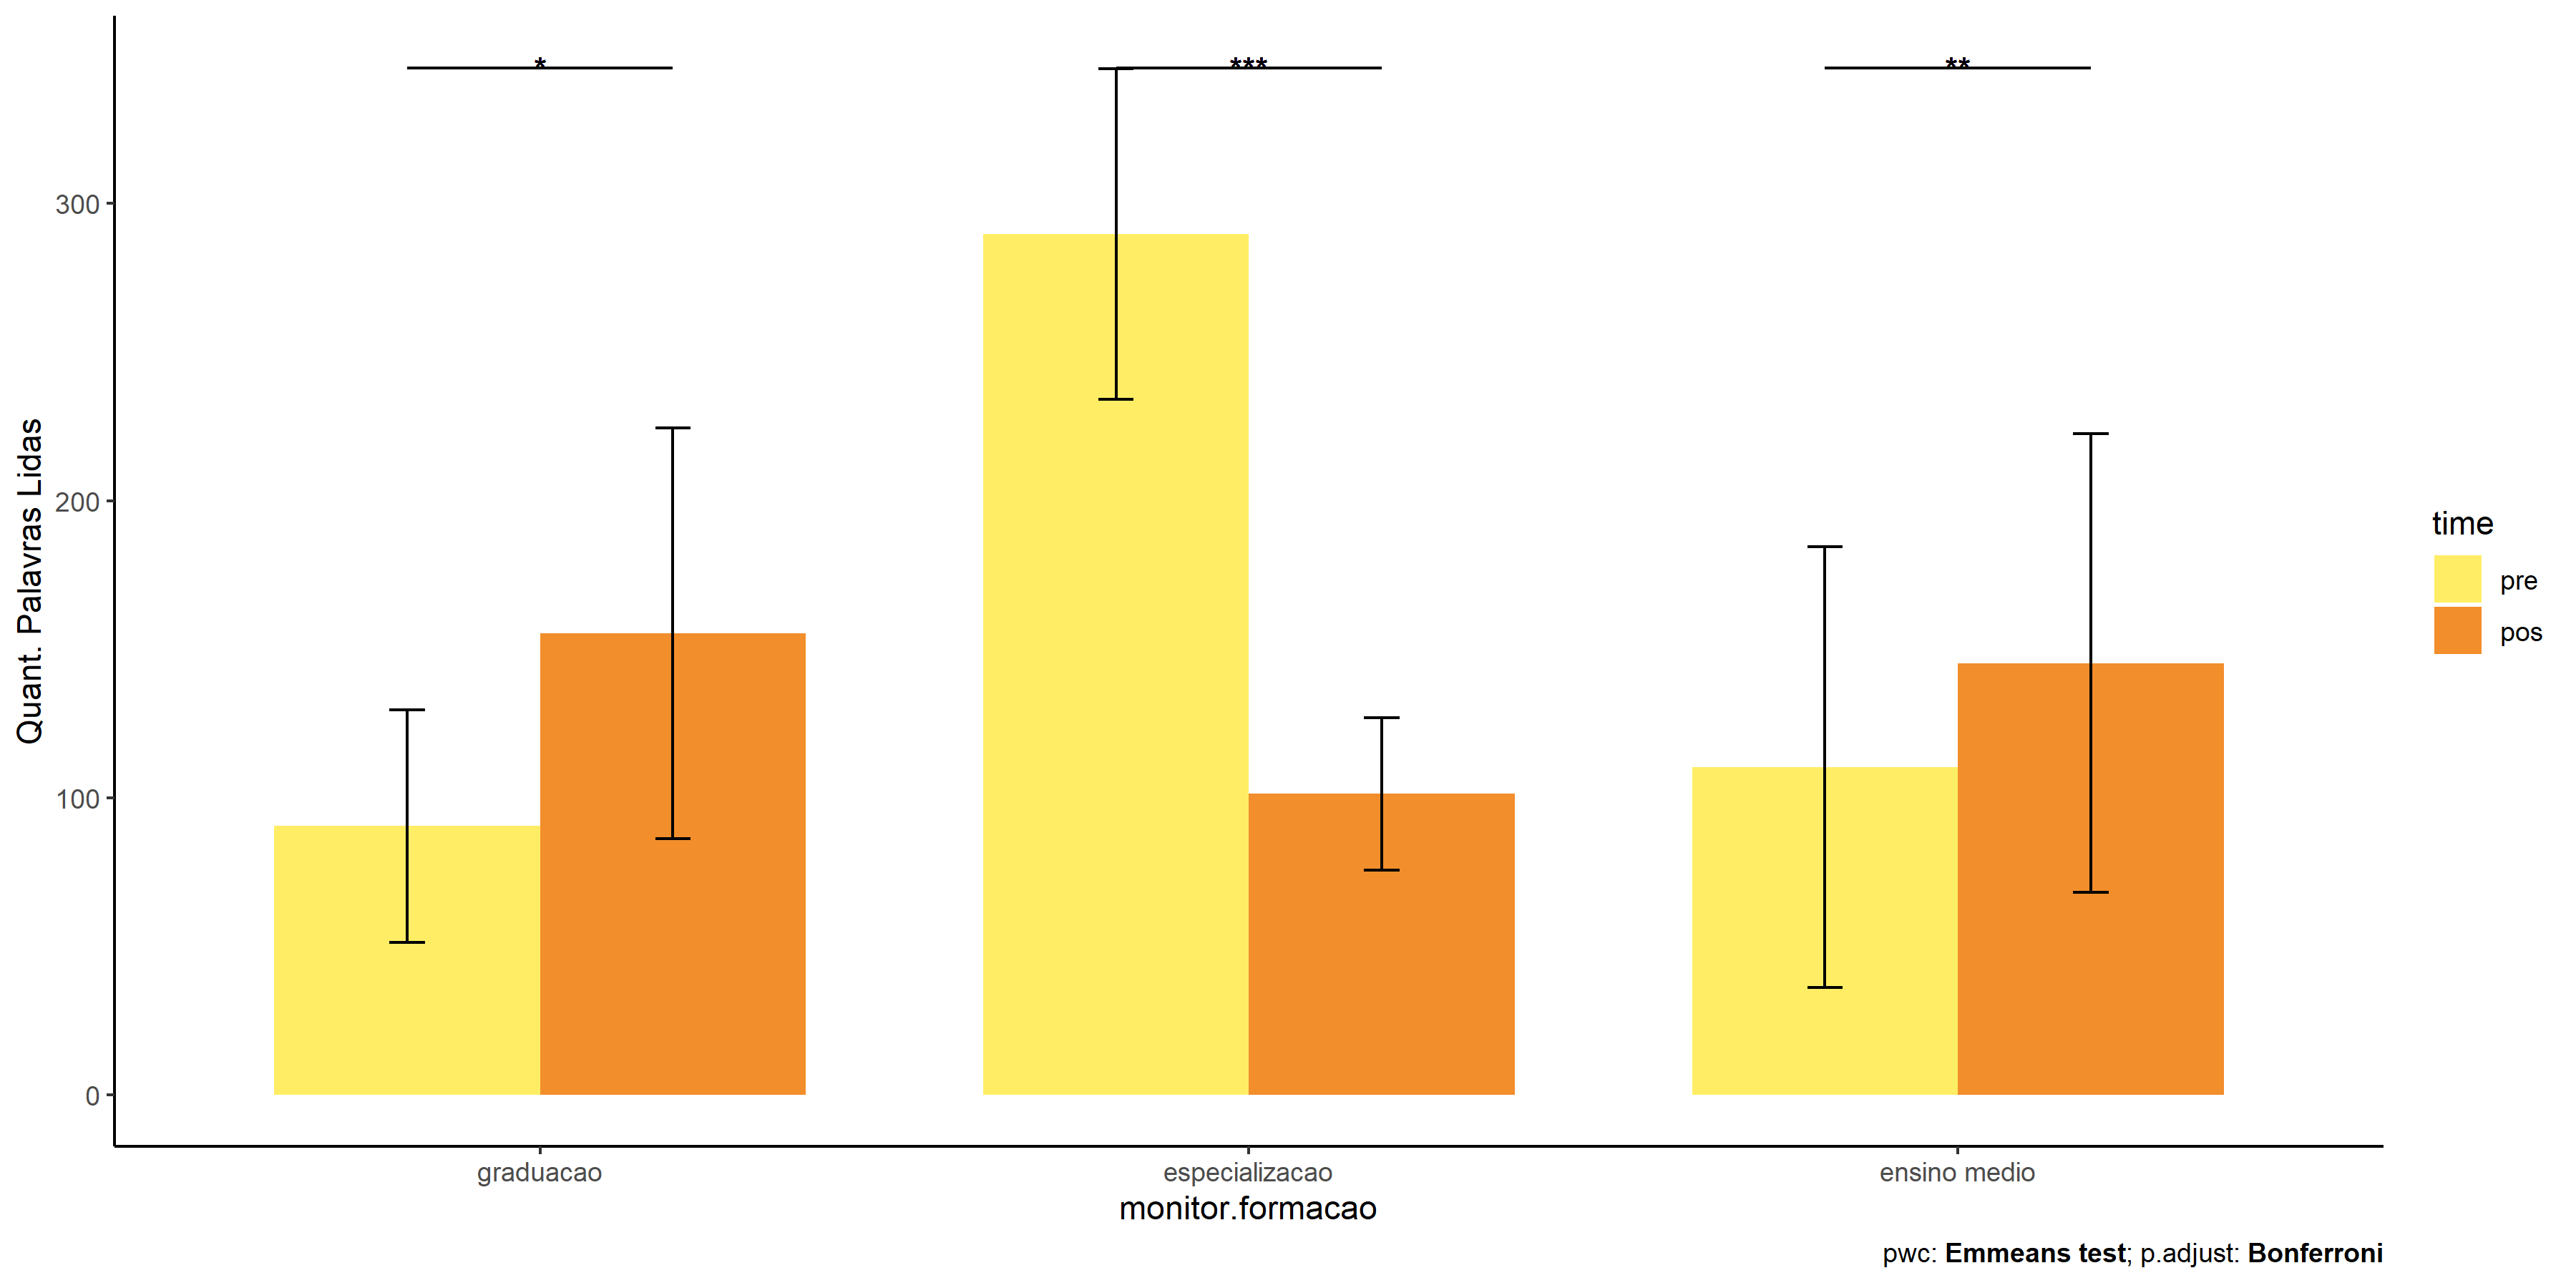 *
***
**
300
200
100
0
Quant. Palavras Lidas
graduacao
especializacao
ensino medio
monitor.formacao
time
pre
pos
pwc: Emmeans test; p.adjust: Bonferroni